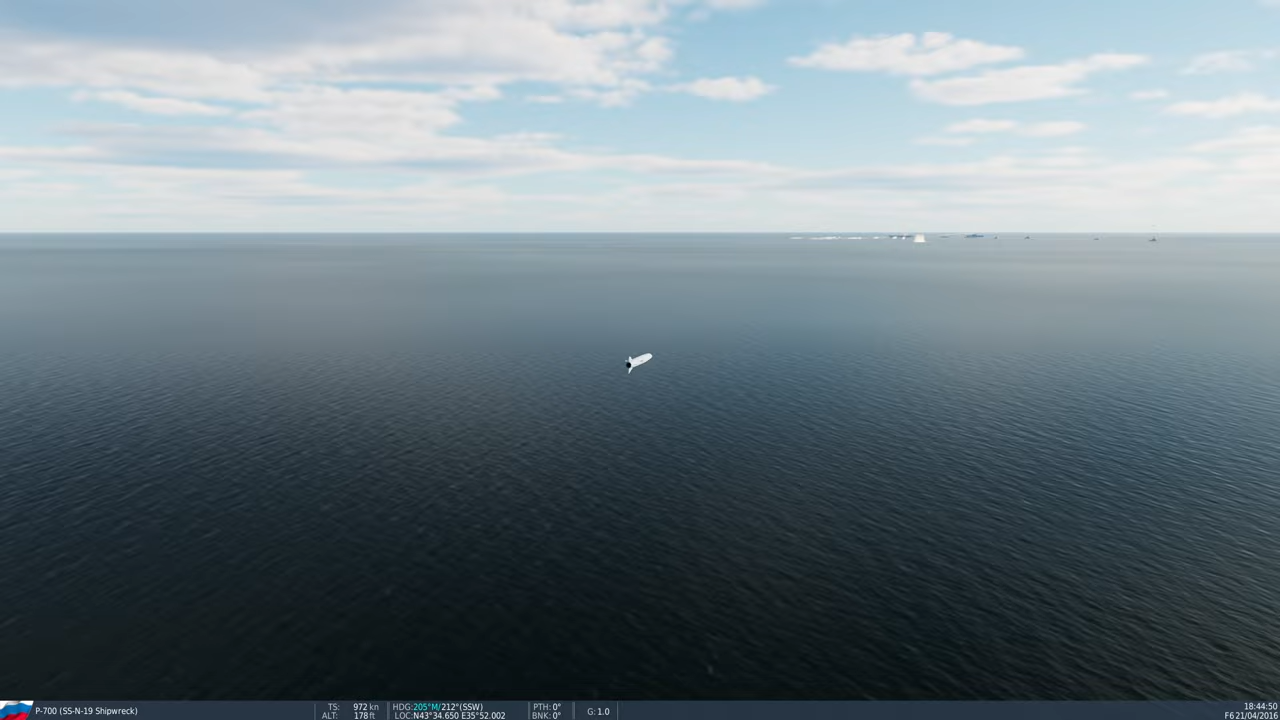 P-700 (SS-N-19 Shipwreck)
TS: 972 kn
ALT: 178 ft
HDG:205°M/212°(SSW)
LOC:N43°34.650 E35°52.002
PTH: 0°
BNK: 0°
G: 1.0
18:44:50
F6 21/04/2016